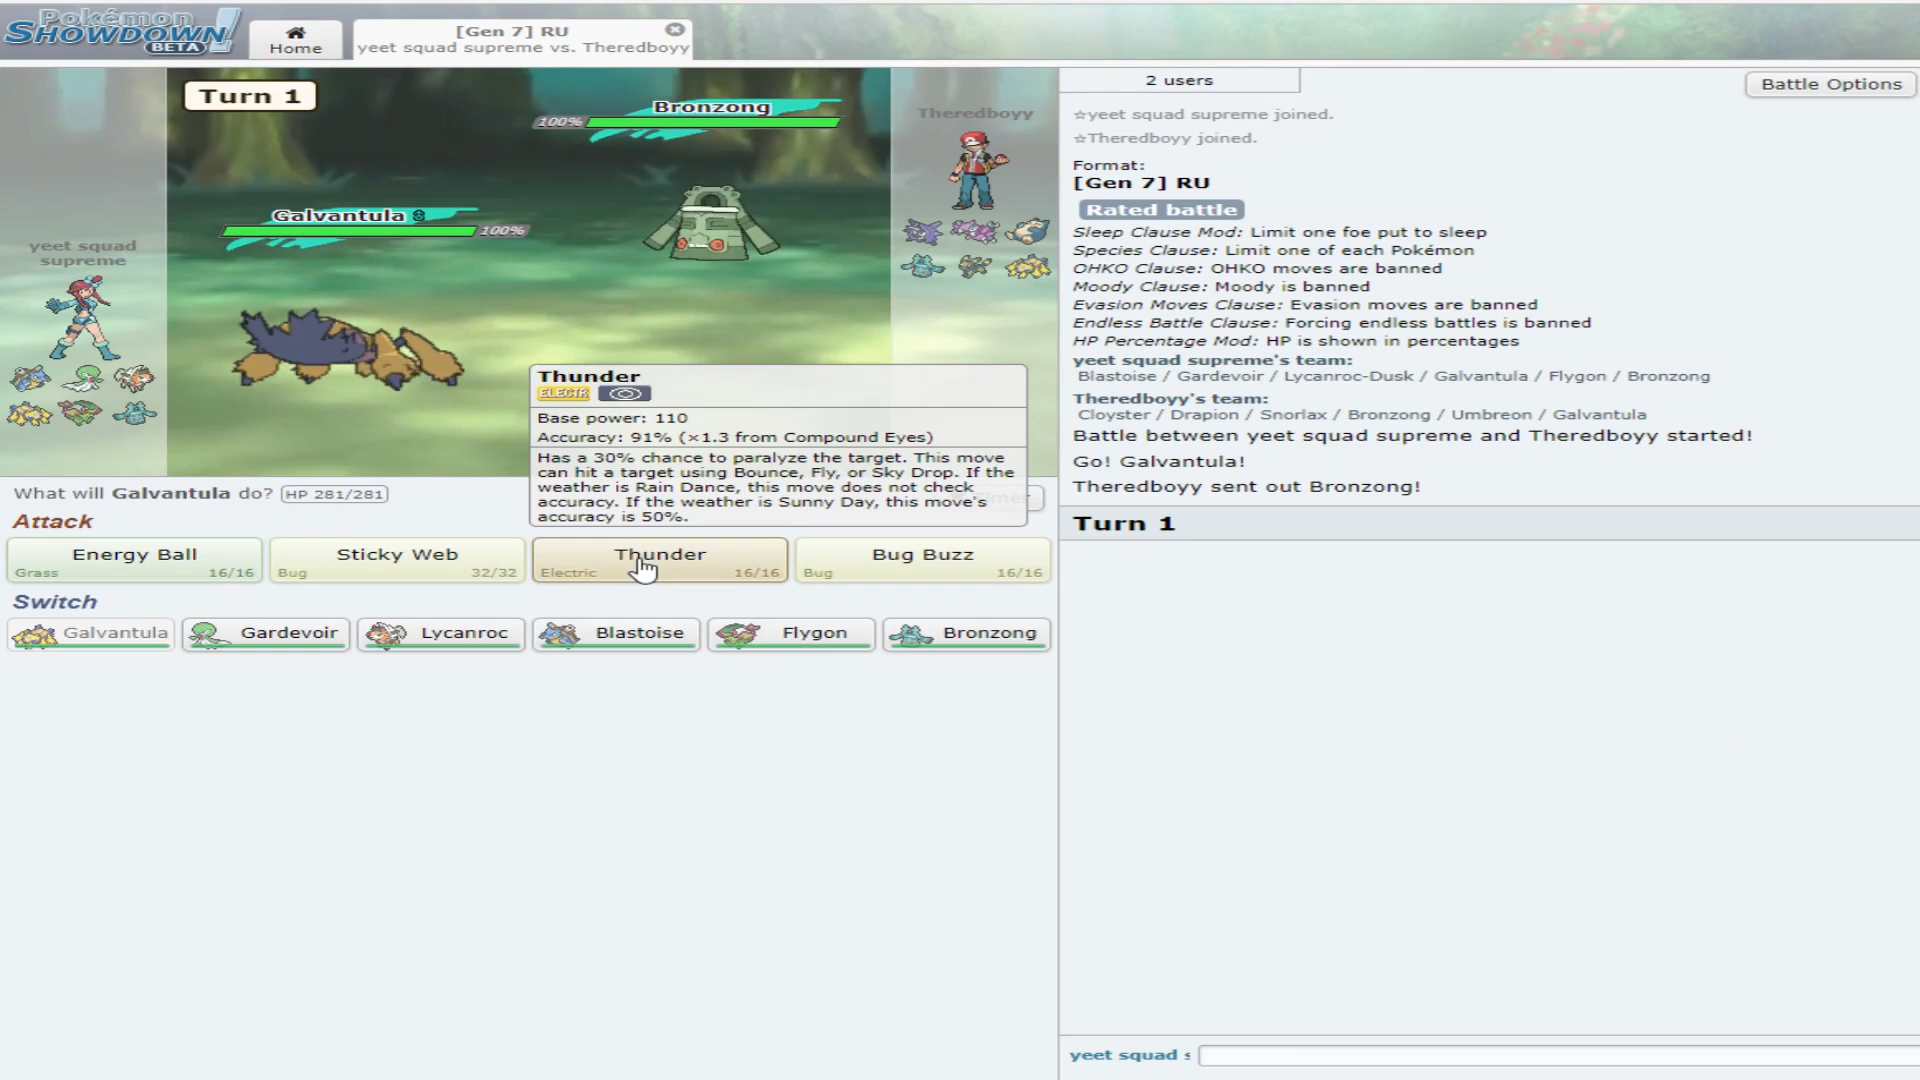 Pokémon
SHOWDOWN!
BETA
Home
[Gen 7] RU
yeet squad supreme vs. Theredboyy
Turn 1
Bronzong
100%
Galvantula
100%
yeet squad
supreme
Theredboyy
Thunder
ELECTR
Base power: 110
Accuracy: 91% (×1.3 from Compound Eyes)
Has a 30% chance to paralyze the target. This move
can hit a target using Bounce, Fly, or Sky Drop. If the
weather is Rain Dance, this move does not check
accuracy. If the weather is Sunny Day, this move's
accuracy is 50%.
Timer
What will Galvantula do? HP 281/281
Attack
Energy Ball
Grass 16/16
Sticky Web
Bug 32/32
Thunder
Electric 16/16
Bug Buzz
Bug 16/16
Switch
Galvantula
Gardevoir
Lycanroc
Blastoise
Flygon
Bronzong
2 users
Battle Options
☆yeet squad supreme joined.
☆Theredboyy joined.
Format:
[Gen 7] RU
Rated battle
Sleep Clause Mod: Limit one foe put to sleep
Species Clause: Limit one of each Pokémon
OHKO Clause: OHKO moves are banned
Moody Clause: Moody is banned
Evasion Moves Clause: Evasion moves are banned
Endless Battle Clause: Forcing endless battles is banned
HP Percentage Mod: HP is shown in percentages
yeet squad supreme's team:
Blastoise / Gardevoir / Lycanroc-Dusk / Galvantula / Flygon / Bronzong
Theredboyy's team:
Cloyster / Drapion / Snorlax / Bronzong / Umbreon / Galvantula
Battle between yeet squad supreme and Theredboyy started!
Go! Galvantula!
Theredboyy sent out Bronzong!
Turn 1
yeet squad s